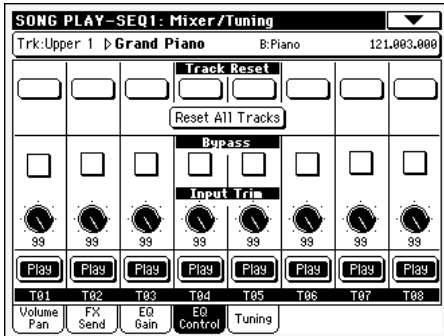 SONG PLAY-SEQ1: Mixer/Tuning
Trk:Upper 1 Grand Piano B:Piano 121.003.000
Track Reset
Reset All Tracks
Bypass
Input Trim
99 99 99 99 99 99 99 99
Play Play Play Play Play Play Play Play
T01 T02 T03 T04 T05 T06 T07 T08
Volume Pan FX Send EQ Gain EQ Control Tuning